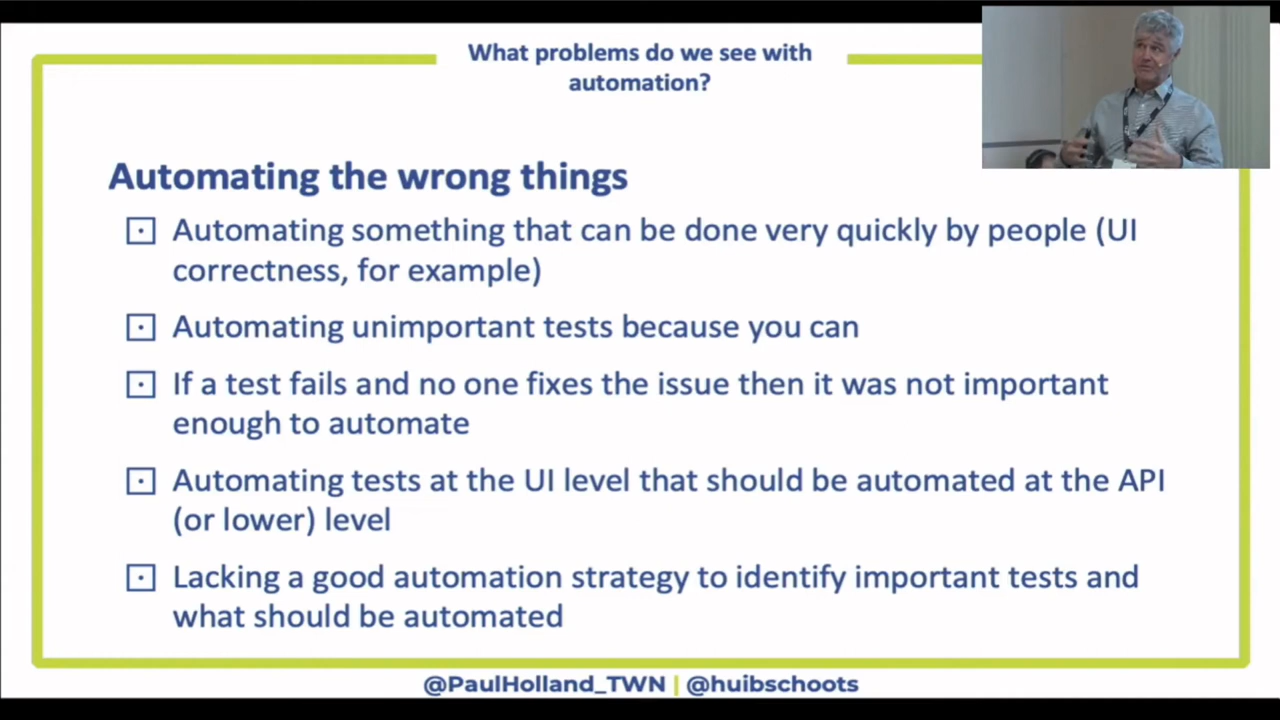 What problems do we see with
automation?
Automating the wrong things
Automating something that can be done very quickly by people (UI
correctness, for example)
Automating unimportant tests because you can
If a test fails and no one fixes the issue then it was not important
enough to automate
Automating tests at the UI level that should be automated at the API
(or lower) level
Lacking a good automation strategy to identify important tests and
what should be automated
@PaulHolland_TWN | @huibschoots